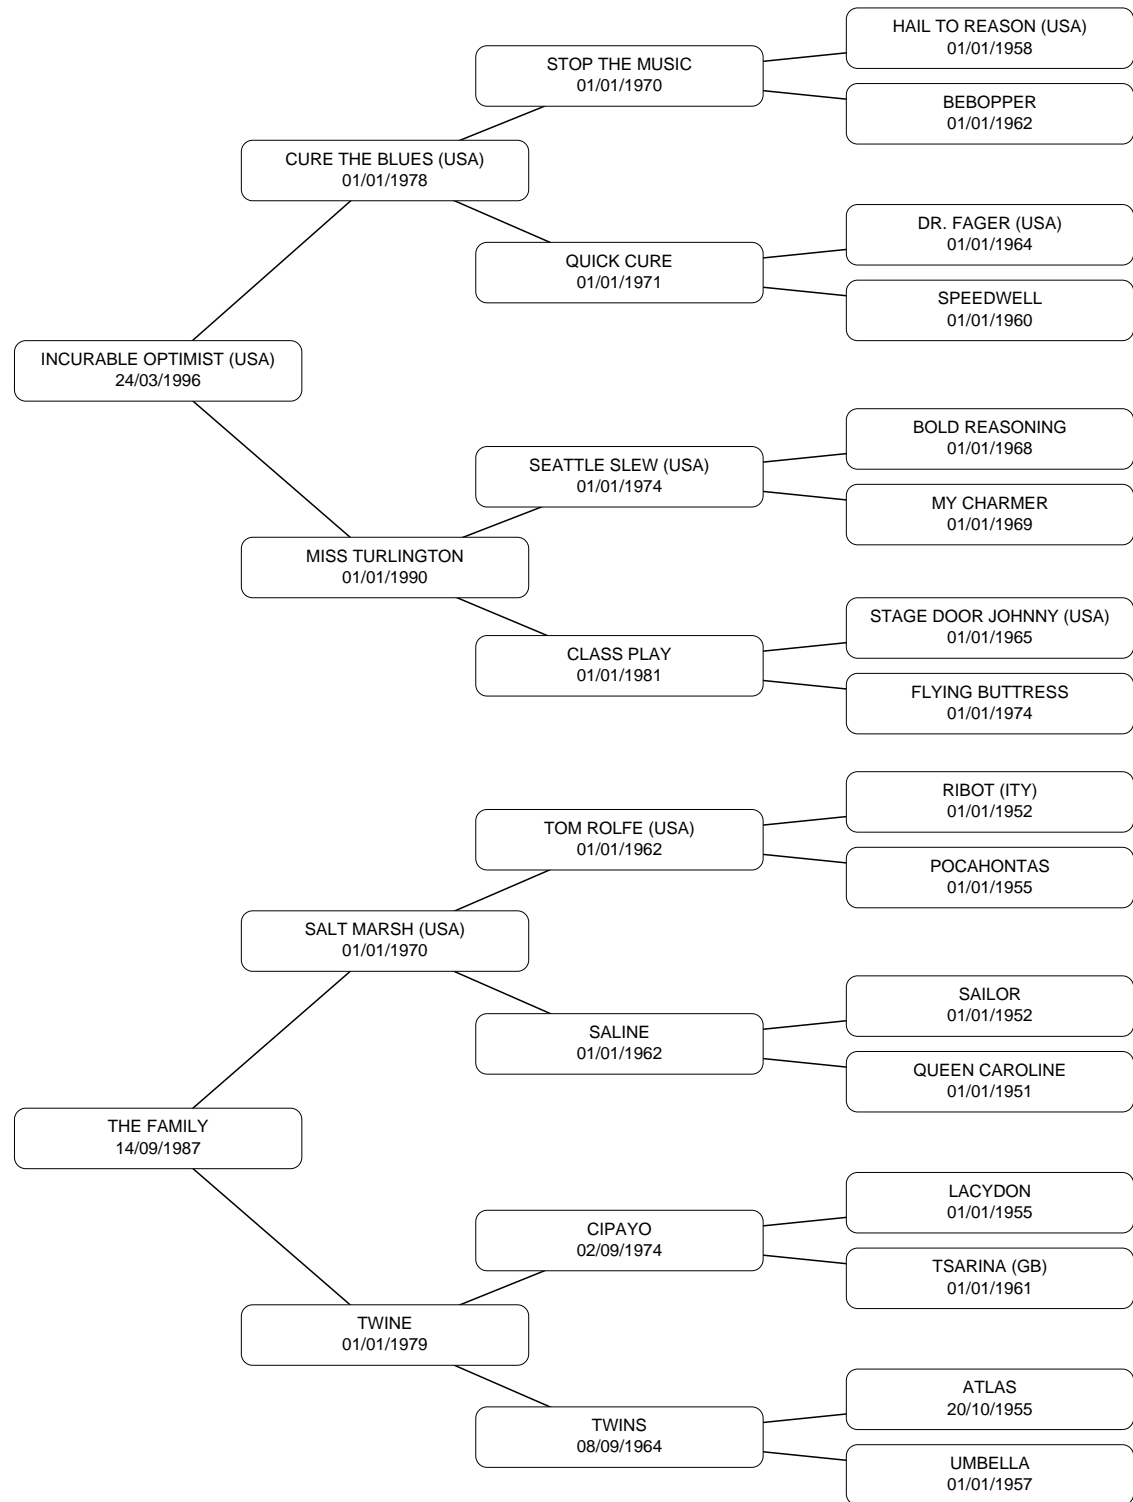 HAIL TO REASON (USA)
01/01/1958
STOP THE MUSIC
01/01/1970
BEBOPPER
01/01/1962
CURE THE BLUES (USA)
01/01/1978
DR. FAGER (USA)
01/01/1964
QUICK CURE
01/01/1971
SPEEDWELL
01/01/1960
INCURABLE OPTIMIST (USA)
24/03/1996
BOLD REASONING
01/01/1968
SEATTLE SLEW (USA)
01/01/1974
MY CHARMER
01/01/1969
MISS TURLINGTON
01/01/1990
STAGE DOOR JOHNNY (USA)
01/01/1965
CLASS PLAY
01/01/1981
FLYING BUTTRESS
01/01/1974
RIBOT (ITY)
01/01/1952
TOM ROLFE (USA)
01/01/1962
POCAHONTAS
01/01/1955
SALT MARSH (USA)
01/01/1970
SAILOR
01/01/1952
SALINE
01/01/1962
QUEEN CAROLINE
01/01/1951
THE FAMILY
14/09/1987
LACYDON
01/01/1955
CIPAYO
02/09/1974
TSARINA (GB)
01/01/1961
TWINE
01/01/1979
ATLAS
20/10/1955
TWINS
08/09/1964
UMBELLA
01/01/1957